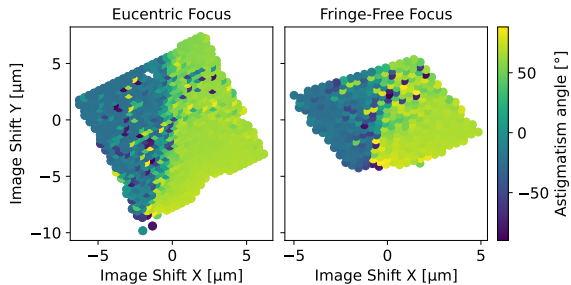 Eucentric Focus
Fringe-Free Focus
Image Shift Y [μm]
5
0
−5
−10
−5
0
5
−5
0
5
Image Shift X [μm]
Image Shift X [μm]
50
0
−50
Astigmatism angle [°]